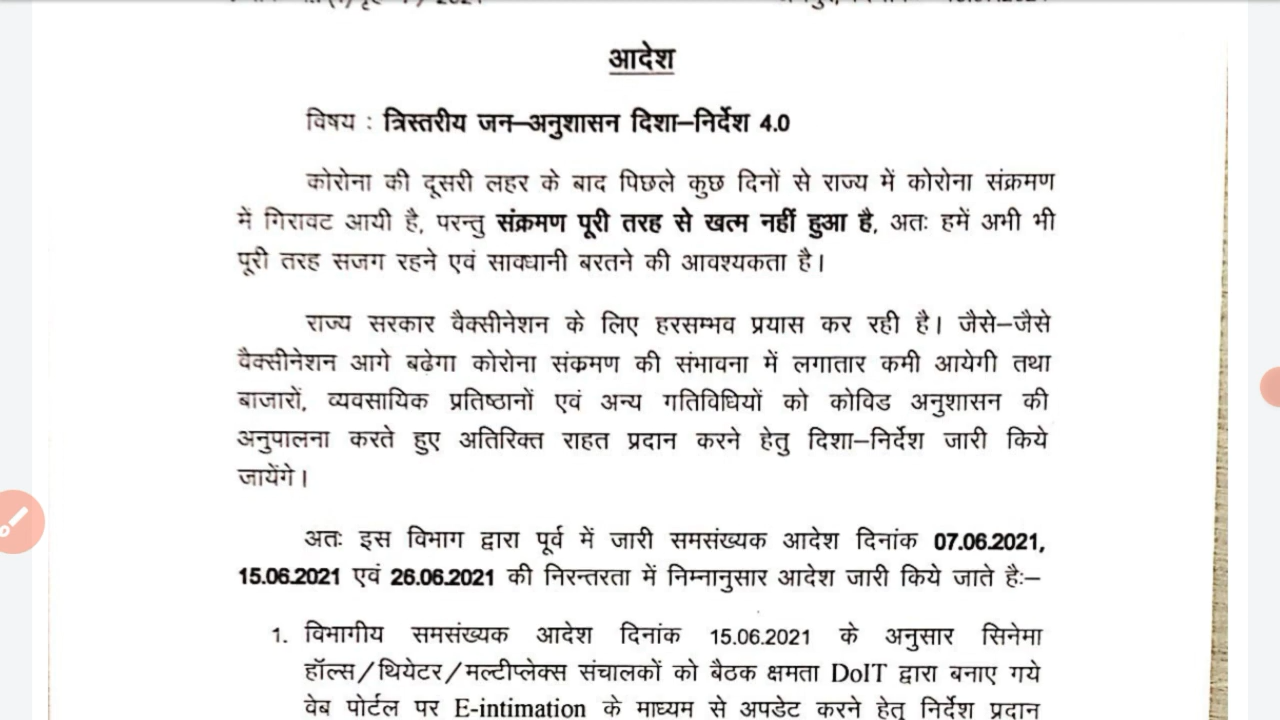 आदेश
विषय : त्रिस्तरीय जन–अनुशासन दिशा–निर्देश 4.0
कोरोना की दूसरी लहर के बाद पिछले कुछ दिनों से राज्य में कोरोना संक्रमण
में गिरावट आयी है, परन्तु संक्रमण पूरी तरह से खत्म नहीं हुआ है, अतः हमें अभी भी
पूरी तरह सजग रहने एवं सावधानी बरतने की आवश्यकता है।
राज्य सरकार वैक्सीनेशन के लिए हरसम्भव प्रयास कर रही है। जैसे–जैसे
वैक्सीनेशन आगे बढेगा कोरोना संक्रमण की संभावना में लगातार कमी आयेगी तथा
बाजारों, व्यवसायिक प्रतिष्ठानों एवं अन्य गतिविधियों को कोविड अनुशासन की
अनुपालना करते हुए अतिरिक्त राहत प्रदान करने हेतु दिशा–निर्देश जारी किये
जायेंगे।
अतः इस विभाग द्वारा पूर्व में जारी समसंख्यक आदेश दिनांक 07.06.2021,
15.06.2021 एवं 26.06.2021 की निरन्तरता में निम्नानुसार आदेश जारी किये जाते हैः–
1. विभागीय समसंख्यक आदेश दिनांक 15.06.2021 के अनुसार सिनेमा
हॉल्स/थियेटर/मल्टीप्लेक्स संचालकों को बैठक क्षमता DoIT द्वारा बनाए गये
वेब पोर्टल पर E-intimation के माध्यम से अपडेट करने हेतु निर्देश प्रदान